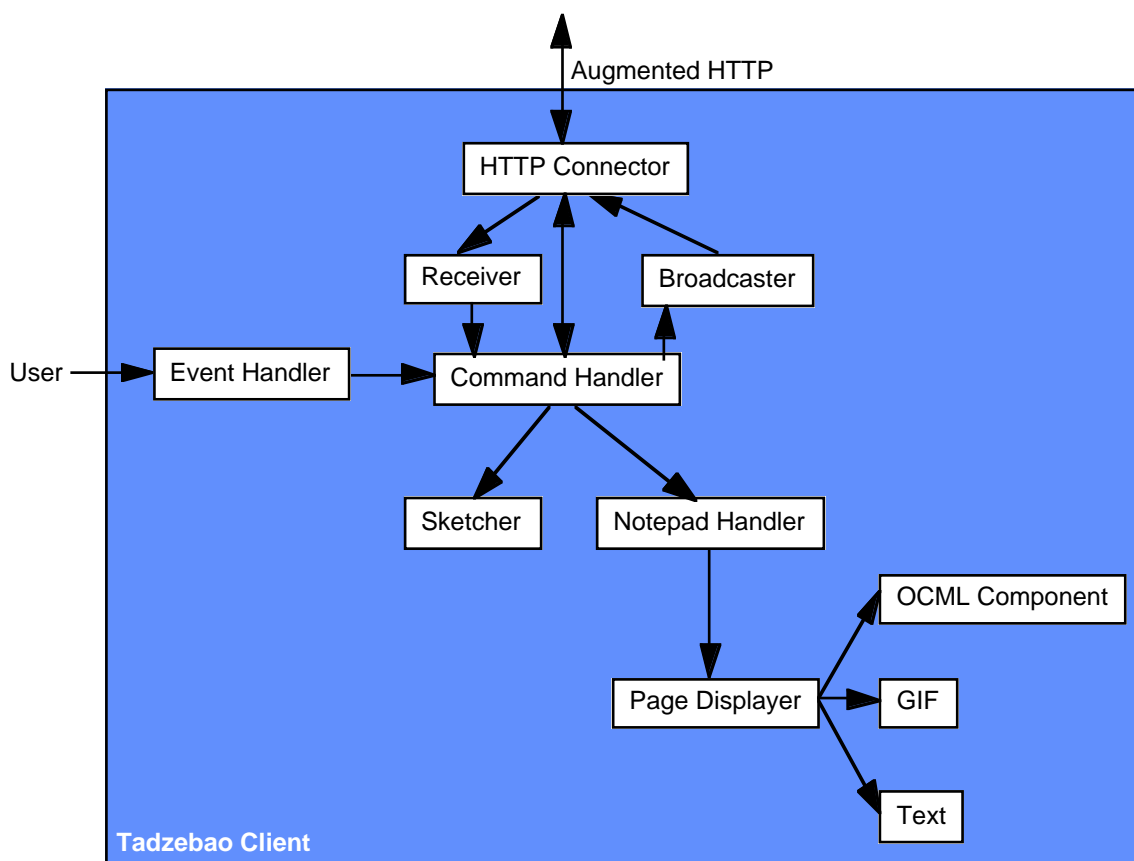 Augmented HTTP
HTTP Connector
Receiver
Broadcaster
User
Event Handler
Command Handler
Sketcher
Notepad Handler
OCML Component
Page Displayer
GIF
Text
Tadzebao Client